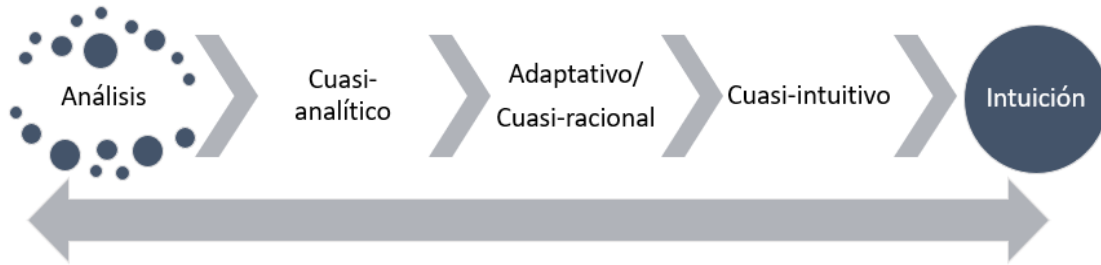 Análisis
Cuasi-
analítico
Adaptativo/
Cuasi-racional
Cuasi-intuitivo
Intuición